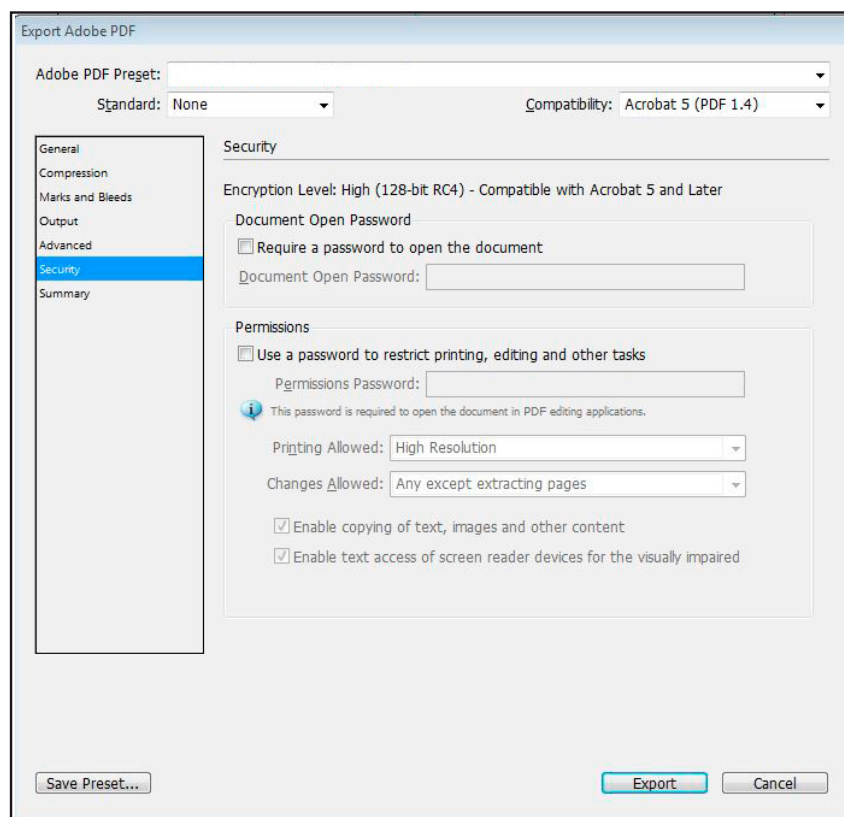 Export Adobe PDF
Adobe PDF Preset:
Standard: None Compatibility: Acrobat 5 (PDF 1.4)
General
Compression
Marks and Bleeds
Output
Advanced
Security
Summary
Security
Encryption Level: High (128-bit RC4) - Compatible with Acrobat 5 and Later
Document Open Password
Require a password to open the document
Document Open Password:
Permissions
Use a password to restrict printing, editing and other tasks
Permissions Password:
This password is required to open the document in PDF editing applications.
Printing Allowed: High Resolution
Changes Allowed: Any except extracting pages
Enable copying of text, images and other content
Enable text access of screen reader devices for the visually impaired
Save Preset... Export Cancel